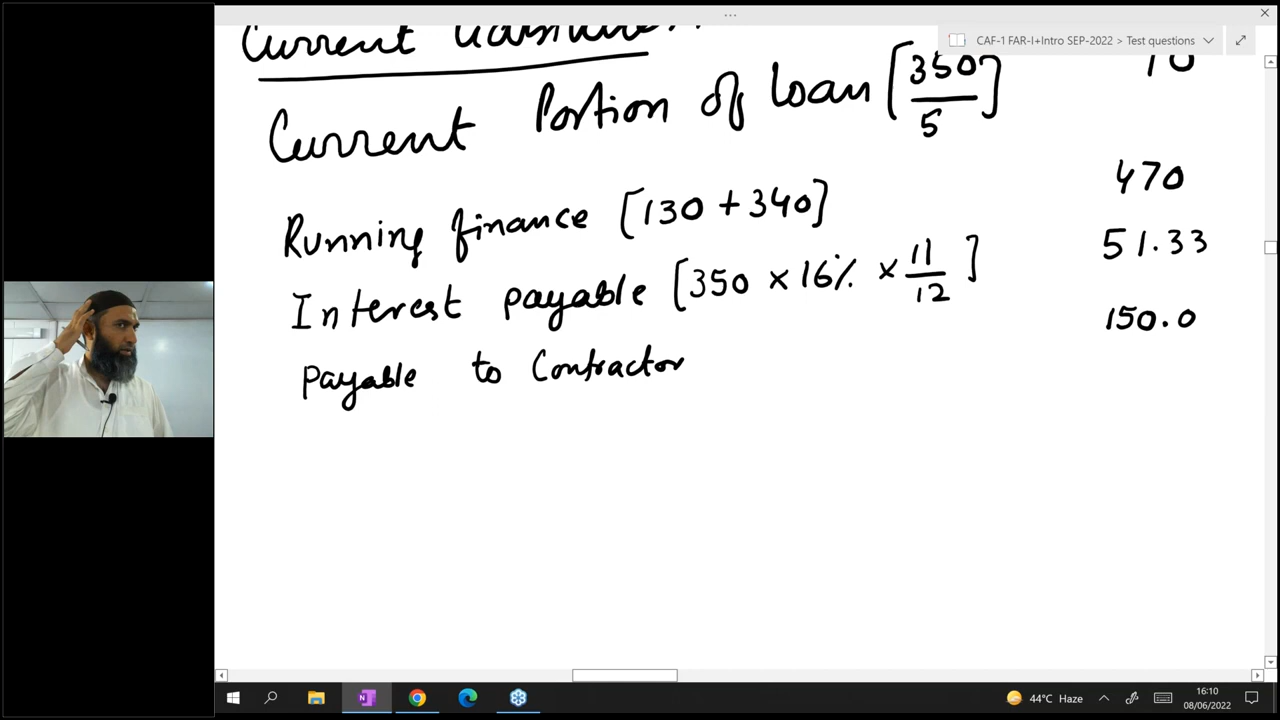 CAF-1 FAR-I+Intro SEP-2022 > Test questions
Current
Current Portion of loan [350/5] 70
Running finance [130 + 340] 470
Interest payable [350 × 16% × 11/12] 51.33
payable to Contractor 150.0
44°C Haze
16:10
08/06/2022